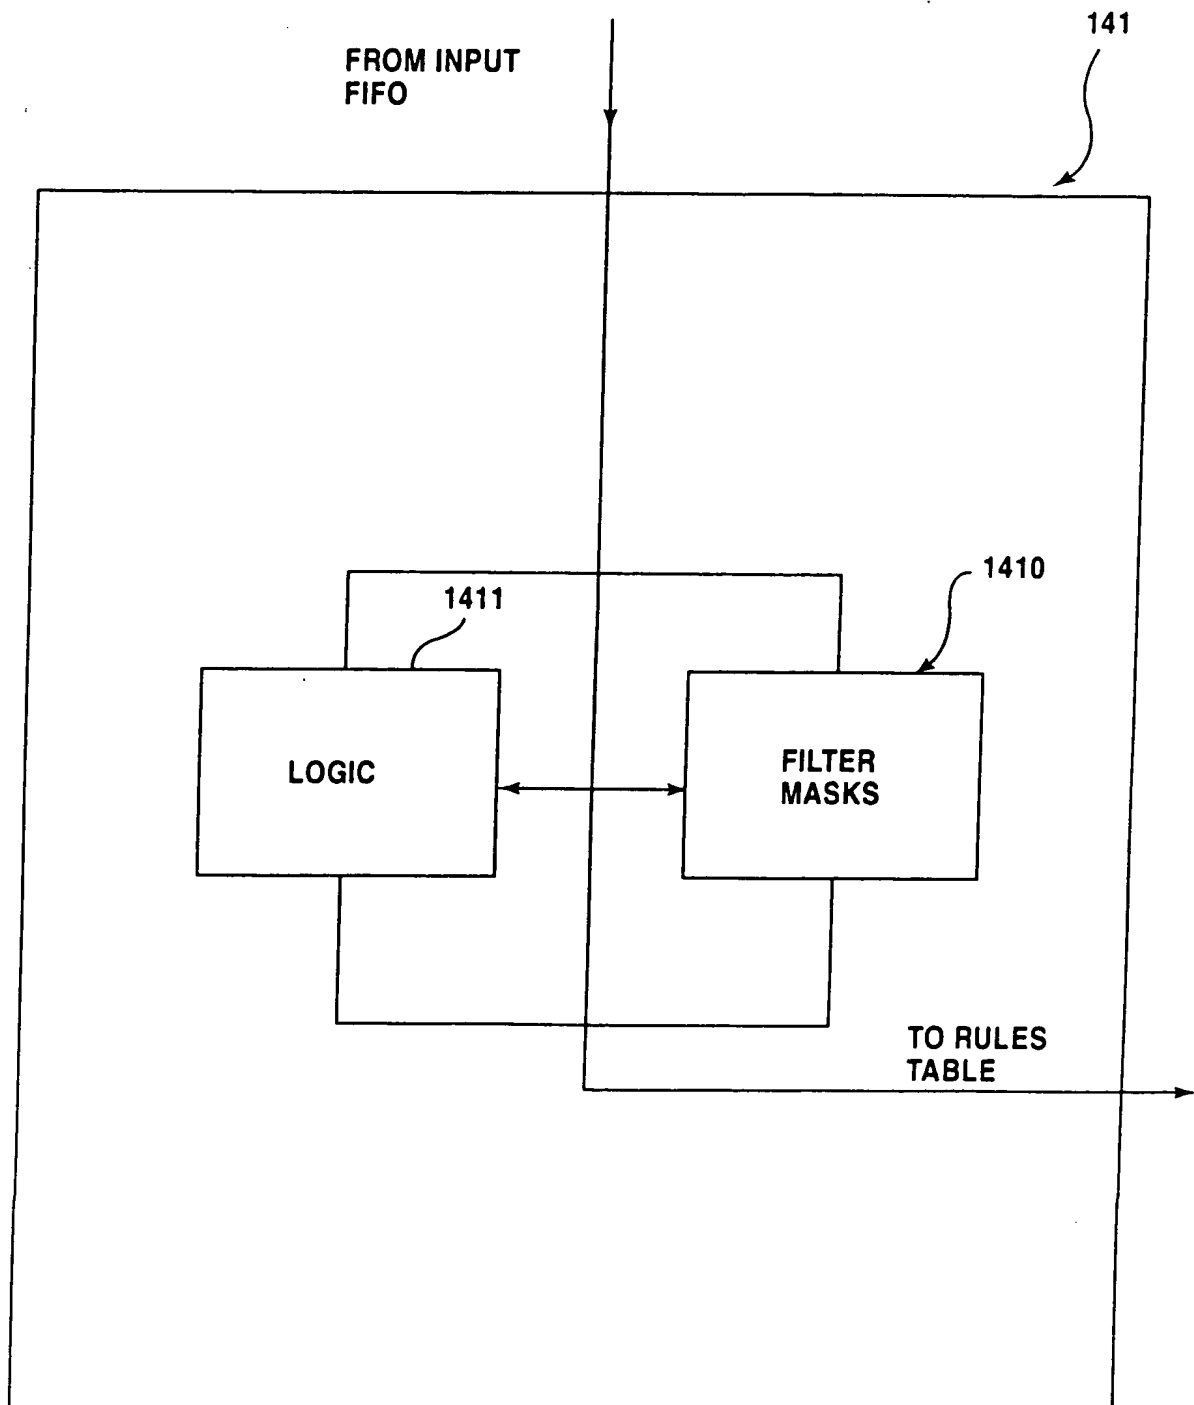 141
FROM INPUT
FIFO
1410
1411
LOGIC
FILTER
MASKS
TO RULES
TABLE